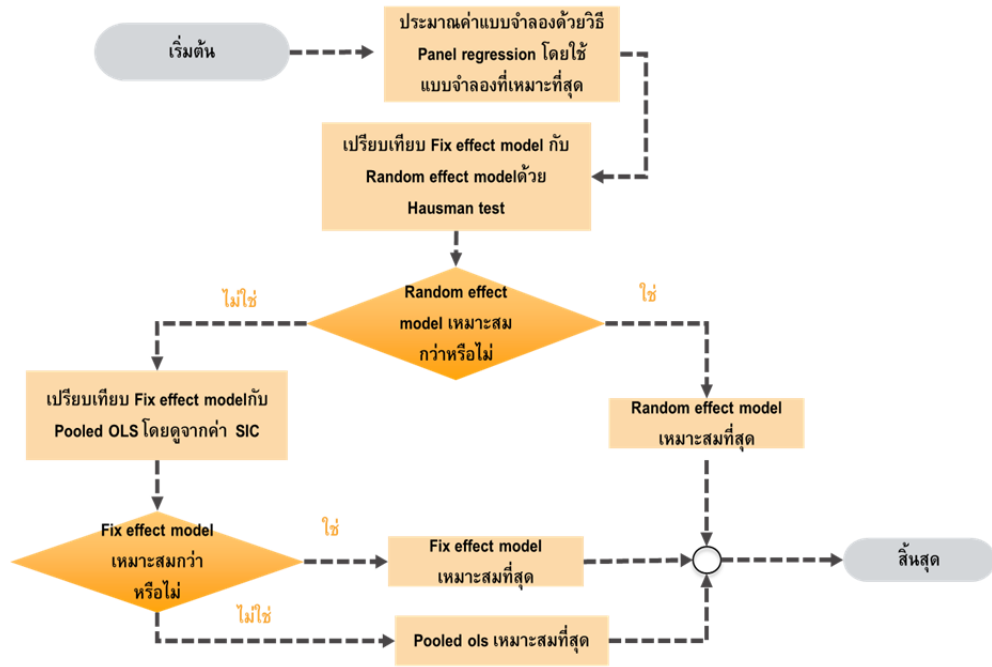 เริ่มต้น
ประมาณค่าแบบจำลองด้วยวิธี
Panel regression โดยใช้
แบบจำลองที่เหมาะที่สุด
เปรียบเทียบ Fix effect model กับ
Random effect modelด้วย
Hausman test
ไม่ใช่
Random effect
model เหมาะสม
กว่าหรือไม่
ใช่
เปรียบเทียบ Fix effect modelกับ
Pooled OLS โดยดูจากค่า SIC
Random effect model
เหมาะสมที่สุด
Fix effect model
เหมาะสมกว่า
หรือไม่
ใช่
Fix effect model
เหมาะสมที่สุด
สิ้นสุด
ไม่ใช่
Pooled ols เหมาะสมที่สุด